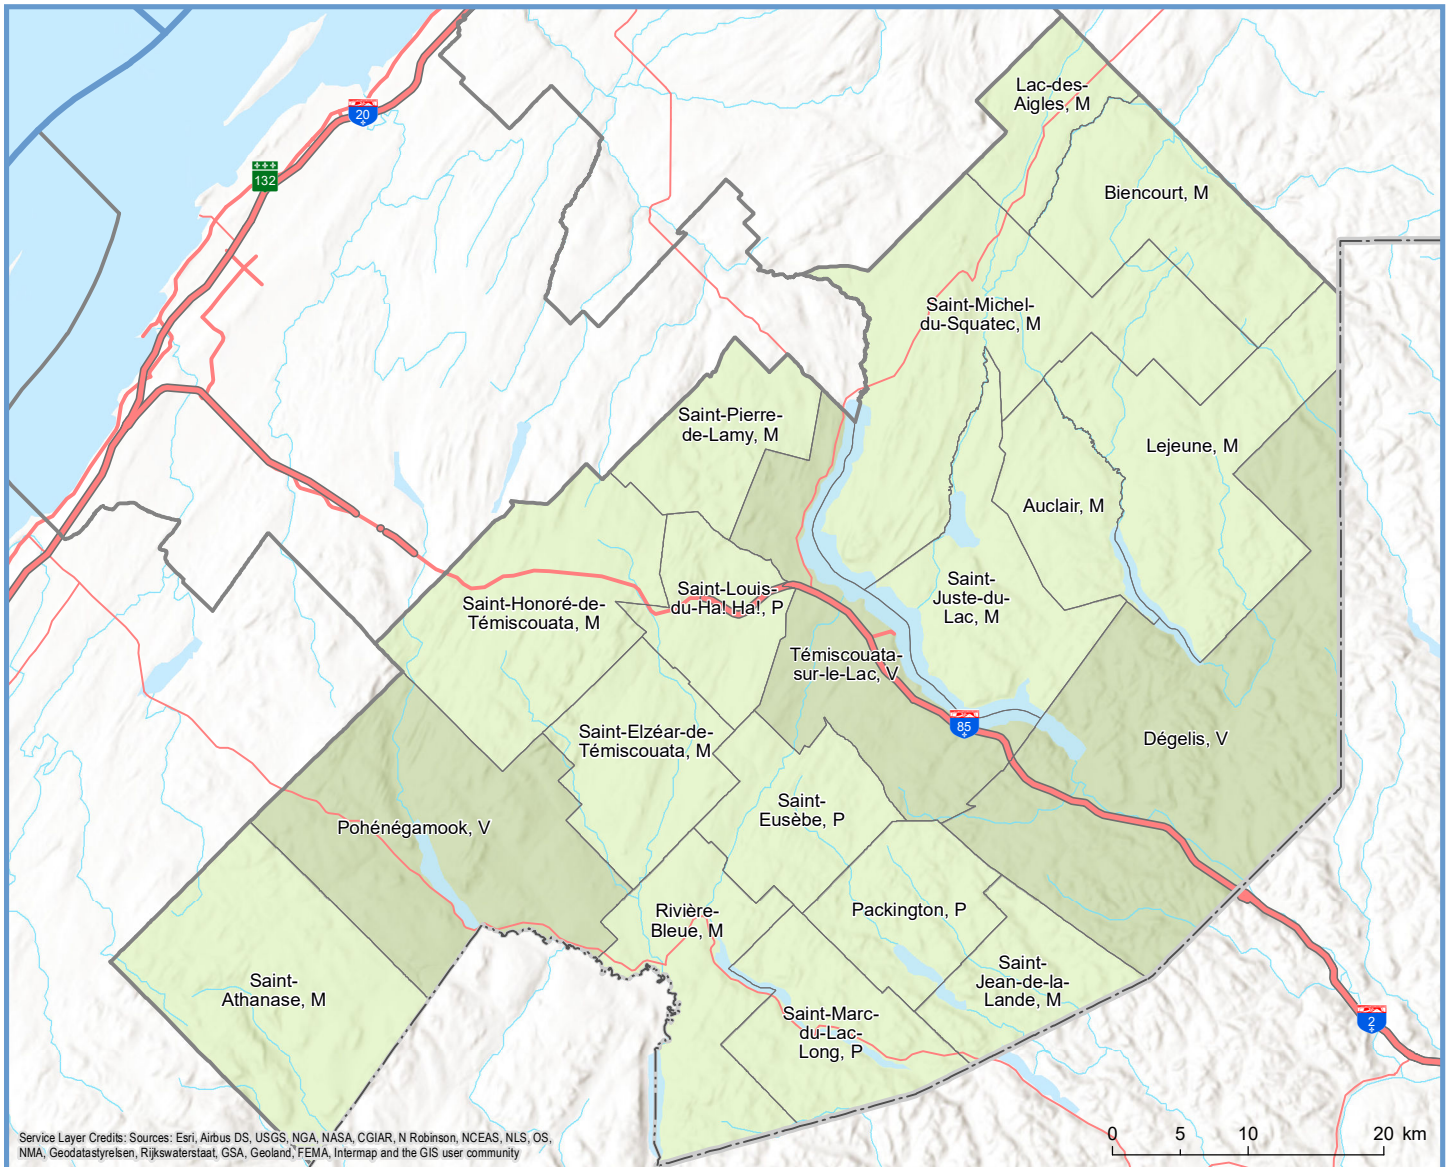 Lac-des-
Aigles, M
20
132
Biencourt, M
Saint-Michel-
du-Squatec, M
Saint-Pierre-
de-Lamy, M
Lejeune, M
Auclair, M
Saint-Honoré-de-
Témiscouata, M
Saint-Louis-
du-Ha! Ha!, P
Saint-
Juste-du-
Lac, M
Témiscouata-
sur-le-Lac, V
85
Saint-Elzéar-de-
Témiscouata, M
Dégelis, V
Saint-
Eusèbe, P
Pohénégamook, V
Rivière-
Bleue, M
Packington, P
Saint-
Athanase, M
Saint-
Jean-de-la-
Lande, M
Saint-Marc-
du-Lac-
Long, P
2
0 5 10 20 km
Service Layer Credits: Sources: Esri, Airbus DS, USGS, NGA, NASA, CGIAR, N Robinson, NCEAS, NLS, OS,
NMA, Geodatastyrelsen, Rijkswaterstaat, GSA, Geoland, FEMA, Intermap and the GIS user community